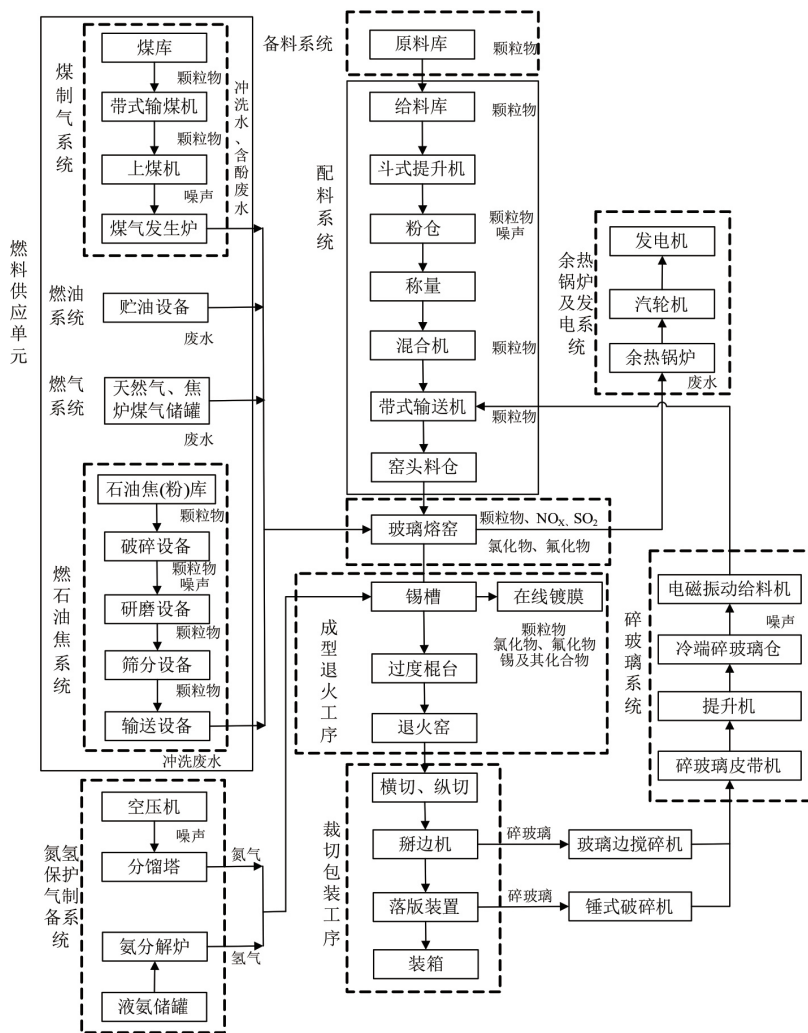 燃料供应单元
煤制气系统
煤库
颗粒物
带式输煤机
颗粒物
上煤机
噪声
煤气发生炉
冲洗水、含酚废水
燃油
系统
贮油设备
废水
燃气
系统
天然气、焦
炉煤气储罐
废水
燃石油焦系统
石油焦(粉)库
颗粒物
破碎设备
颗粒物
噪声
研磨设备
颗粒物
筛分设备
颗粒物
输送设备
冲洗废水
氮氢
保护
气制
备系
统
空压机
噪声
分馏塔
氮气
氨分解炉
氢气
液氨储罐
备料系统
原料库
颗粒物
配料系统
给料库
颗粒物
斗式提升机
颗粒物
噪声
粉仓
称量
混合机
颗粒物
带式输送机
颗粒物
窑头料仓
玻璃熔窑
颗粒物、NOX、SO2
氯化物、氟化物
成型退火工序
锡槽
在线镀膜
颗粒物
氯化物、氟化物
锡及其化合物
过度棍台
退火窑
裁切包装工序
横切、纵切
掰边机
碎玻璃
玻璃边搅碎机
落版装置
碎玻璃
锤式破碎机
装箱
余热
锅炉
及发
电系
统
发电机
汽轮机
余热锅炉
废水
碎玻璃系统
电磁振动给料机
噪声
冷端碎玻璃仓
提升机
碎玻璃皮带机